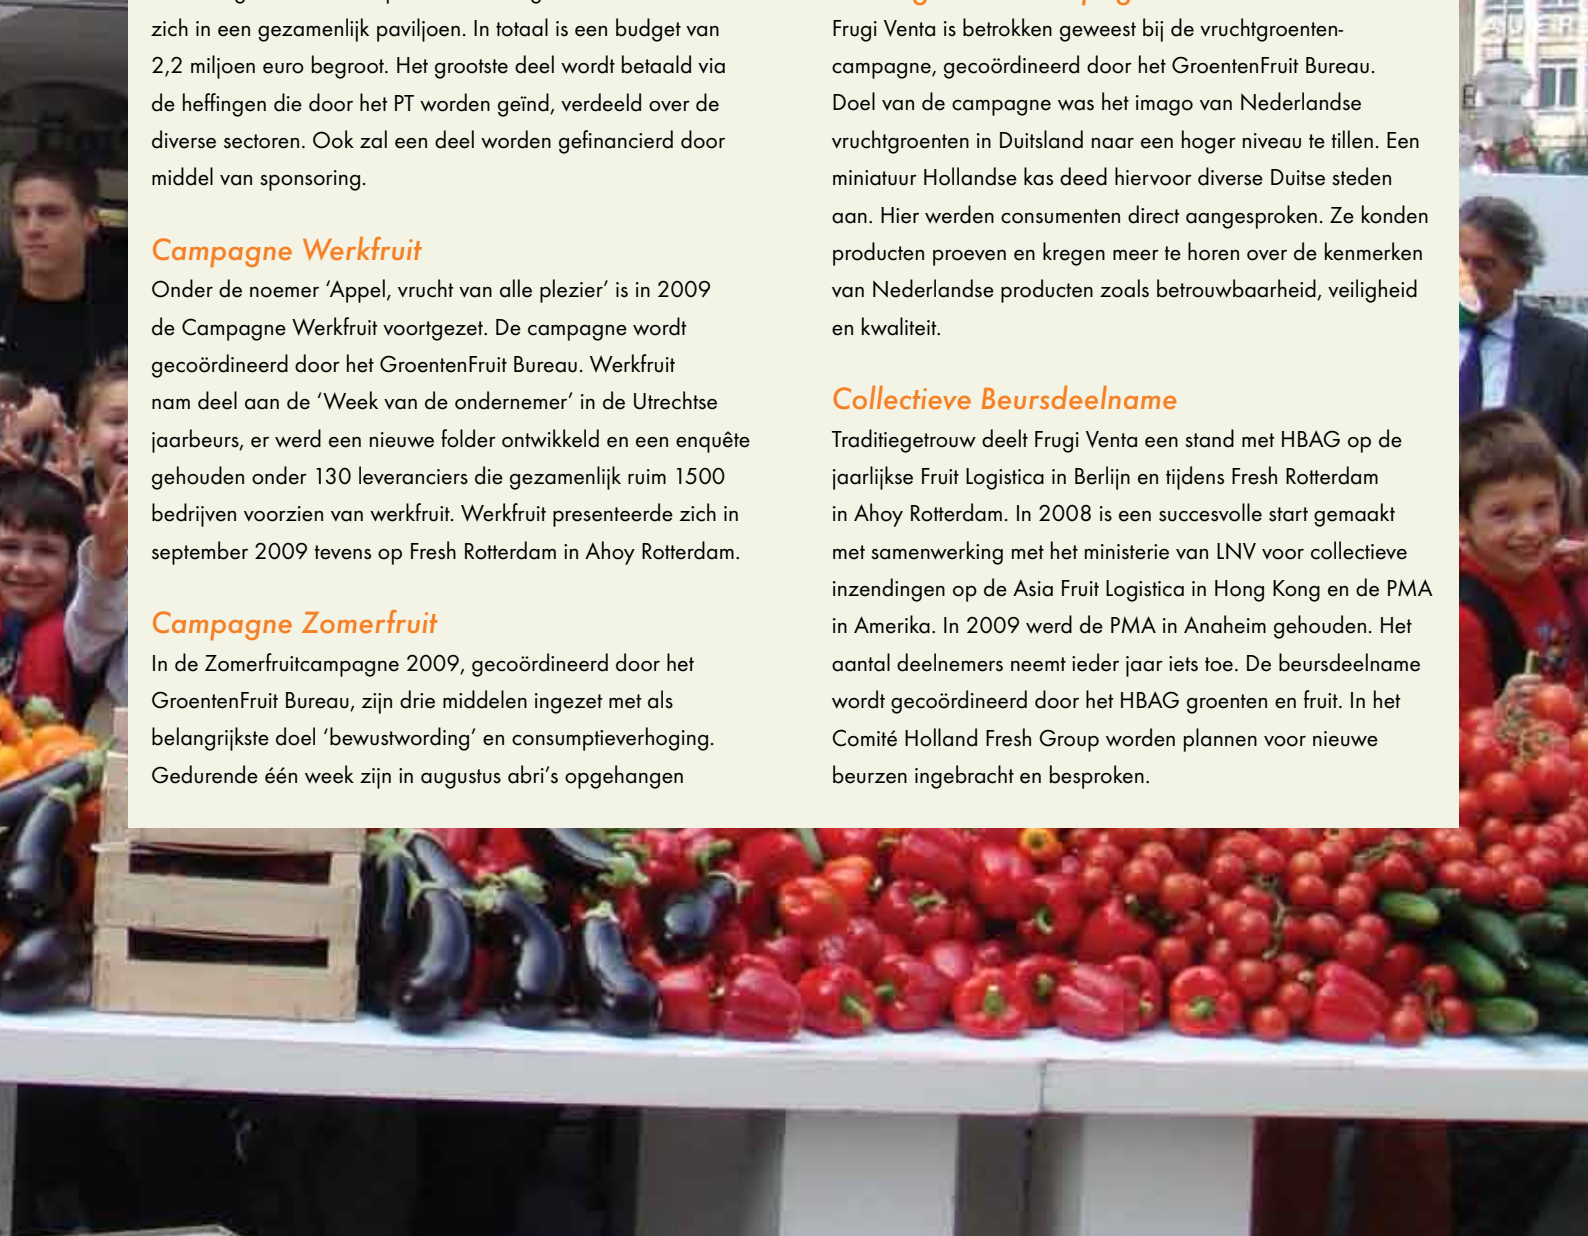 zich in een gezamenlijk paviljoen. In totaal is een budget van
2,2 miljoen euro begroot. Het grootste deel wordt betaald via
de heffingen die door het PT worden geïnd, verdeeld over de
diverse sectoren. Ook zal een deel worden gefinancierd door
middel van sponsoring.
Campagne Werkfruit
Onder de noemer ‘Appel, vrucht van alle plezier’ is in 2009
de Campagne Werkfruit voortgezet. De campagne wordt
gecoördineerd door het GroentenFruit Bureau. Werkfruit
nam deel aan de ‘Week van de ondernemer’ in de Utrechtse
jaarbeurs, er werd een nieuwe folder ontwikkeld en een enquête
gehouden onder 130 leveranciers die gezamenlijk ruim 1500
bedrijven voorzien van werkfruit. Werkfruit presenteerde zich in
september 2009 tevens op Fresh Rotterdam in Ahoy Rotterdam.
Campagne Zomerfruit
In de Zomerfruitcampagne 2009, gecoördineerd door het
GroentenFruit Bureau, zijn drie middelen ingezet met als
belangrijkste doel ‘bewustwording’ en consumptieverhoging.
Gedurende één week zijn in augustus abri’s opgehangen
Frugi Venta is betrokken geweest bij de vruchtgroenten-
campagne, gecoördineerd door het GroentenFruit Bureau.
Doel van de campagne was het imago van Nederlandse
vruchtgroenten in Duitsland naar een hoger niveau te tillen. Een
miniatuur Hollandse kas deed hiervoor diverse Duitse steden
aan. Hier werden consumenten direct aangesproken. Ze konden
producten proeven en kregen meer te horen over de kenmerken
van Nederlandse producten zoals betrouwbaarheid, veiligheid
en kwaliteit.
Collectieve Beursdeelname
Traditiegetrouw deelt Frugi Venta een stand met HBAG op de
jaarlijkse Fruit Logistica in Berlijn en tijdens Fresh Rotterdam
in Ahoy Rotterdam. In 2008 is een succesvolle start gemaakt
met samenwerking met het ministerie van LNV voor collectieve
inzendingen op de Asia Fruit Logistica in Hong Kong en de PMA
in Amerika. In 2009 werd de PMA in Anaheim gehouden. Het
aantal deelnemers neemt ieder jaar iets toe. De beursdeelname
wordt gecoördineerd door het HBAG groenten en fruit. In het
Comité Holland Fresh Group worden plannen voor nieuwe
beurzen ingebracht en besproken.